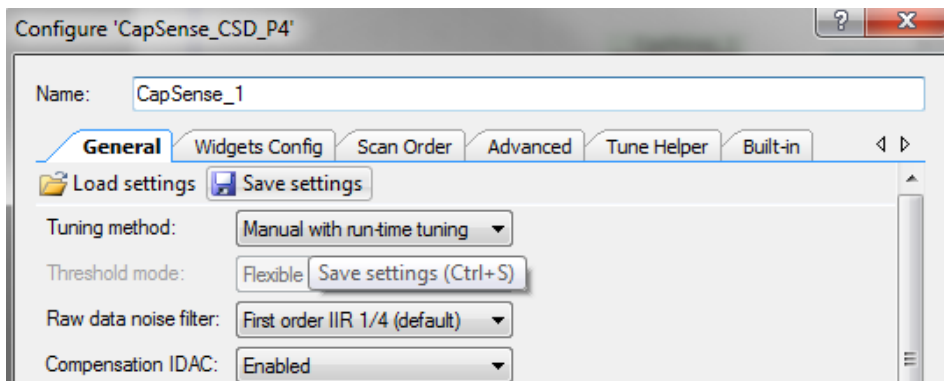 Configure 'CapSense_CSD_P4'
Name: CapSense_1
General Widgets Config Scan Order Advanced Tune Helper Built-in
Load settings Save settings
Tuning method: Manual with run-time tuning
Threshold mode: Flexible Save settings (Ctrl+S)
Raw data noise filter: First order IIR 1/4 (default)
Compensation IDAC: Enabled